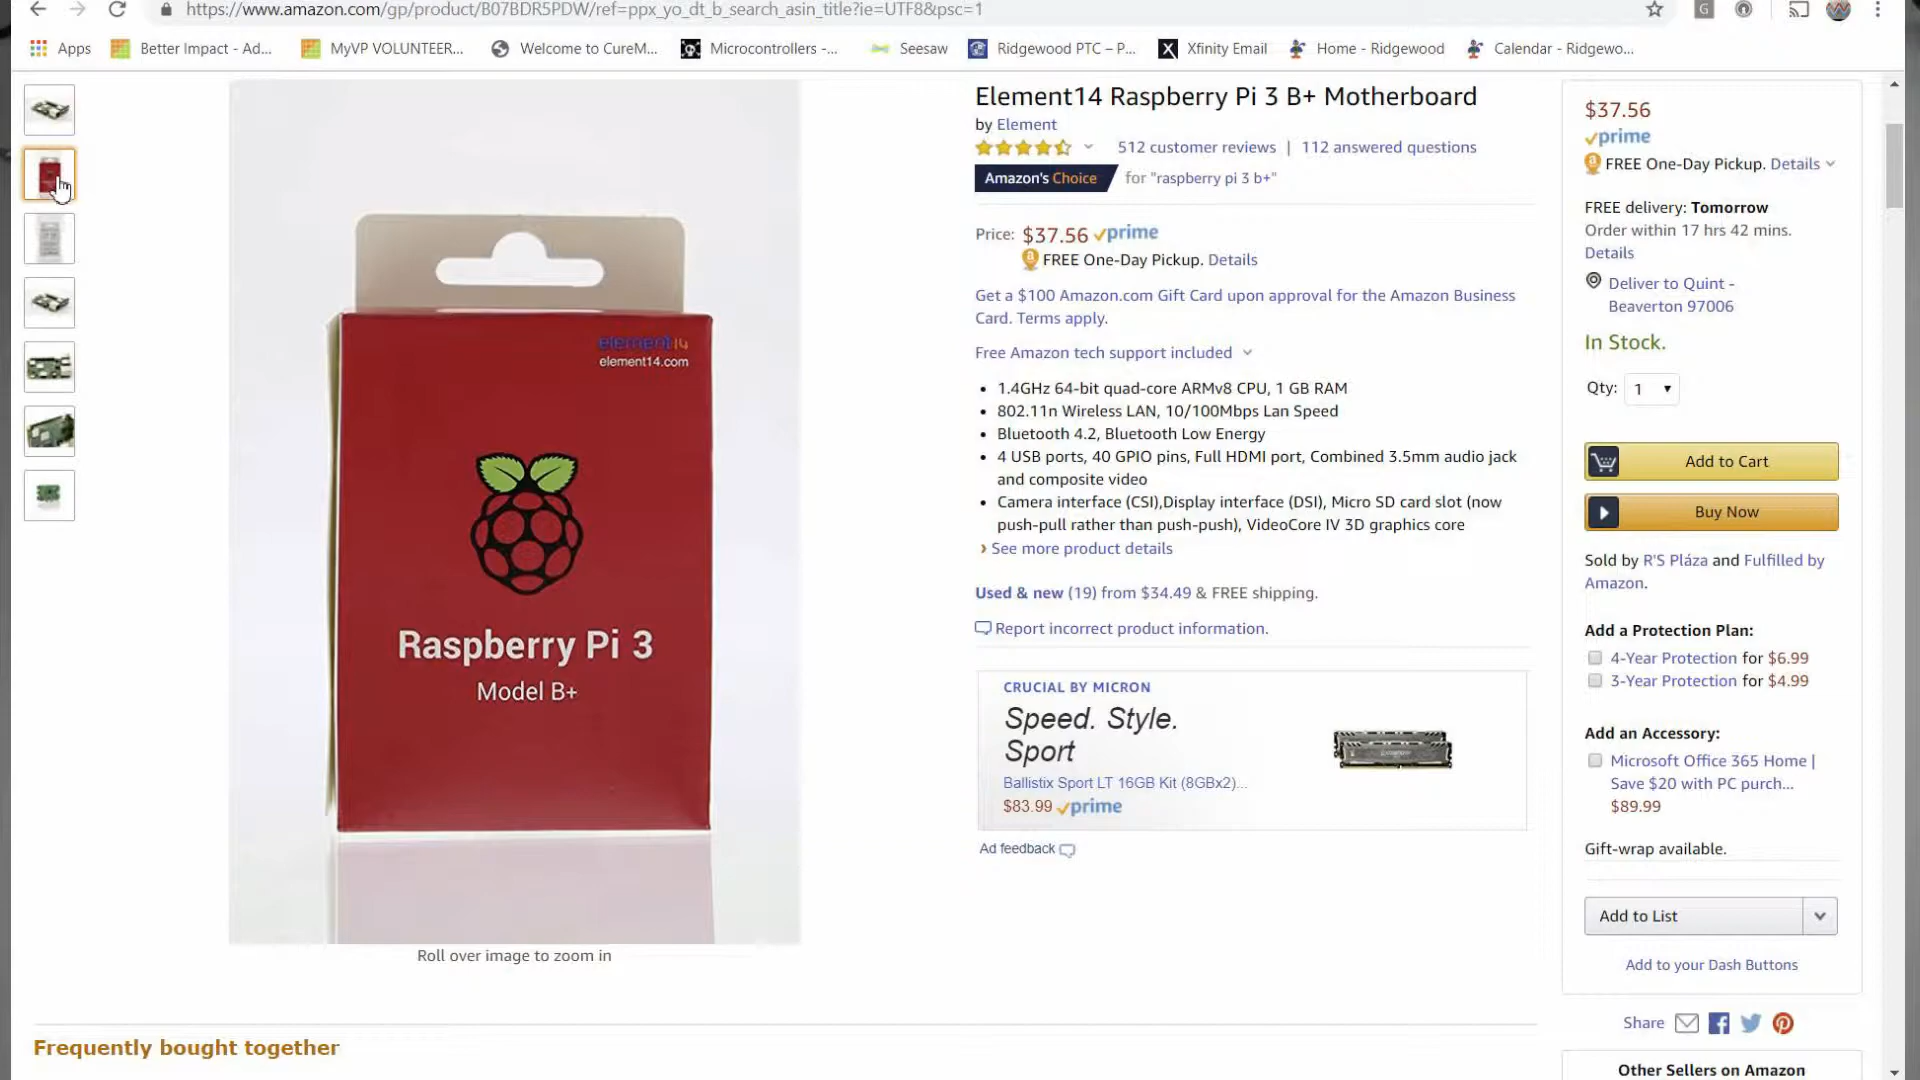 https://www.amazon.com/gp/product/B07BDR5PDW/ref=ppx_yo_dt_b_search_asin_title?ie=UTF8&psc=1
Apps
Better Impact - Ad...
MyVP VOLUNTEER...
Welcome to CureM...
Microcontrollers -...
Seesaw
Ridgewood PTC – P...
Xfinity Email
Home - Ridgewood
Calendar - Ridgewo...
element14
element14.com
Raspberry Pi 3
Model B+
Roll over image to zoom in
Element14 Raspberry Pi 3 B+ Motherboard
by Element
512 customer reviews | 112 answered questions
Amazon's Choice for "raspberry pi 3 b+"
Price: $37.56 prime
FREE One-Day Pickup. Details
Get a $100 Amazon.com Gift Card upon approval for the Amazon Business
Card. Terms apply.
Free Amazon tech support included
• 1.4GHz 64-bit quad-core ARMv8 CPU, 1 GB RAM
• 802.11n Wireless LAN, 10/100Mbps Lan Speed
• Bluetooth 4.2, Bluetooth Low Energy
• 4 USB ports, 40 GPIO pins, Full HDMI port, Combined 3.5mm audio jack
and composite video
• Camera interface (CSI),Display interface (DSI), Micro SD card slot (now
push-pull rather than push-push), VideoCore IV 3D graphics core
› See more product details
Used & new (19) from $34.49 & FREE shipping.
Report incorrect product information.
CRUCIAL BY MICRON
Speed. Style.
Sport
Ballistix Sport LT 16GB Kit (8GBx2)...
$83.99 prime
Ad feedback
$37.56
prime
FREE One-Day Pickup. Details
FREE delivery: Tomorrow
Order within 17 hrs 42 mins.
Details
Deliver to Quint -
Beaverton 97006
In Stock.
Qty: 1
Add to Cart
Buy Now
Sold by R'S Pláza and Fulfilled by
Amazon.
Add a Protection Plan:
4-Year Protection for $6.99
3-Year Protection for $4.99
Add an Accessory:
Microsoft Office 365 Home |
Save $20 with PC purch...
$89.99
Gift-wrap available.
Add to List
Add to your Dash Buttons
Share
Other Sellers on Amazon
Frequently bought together